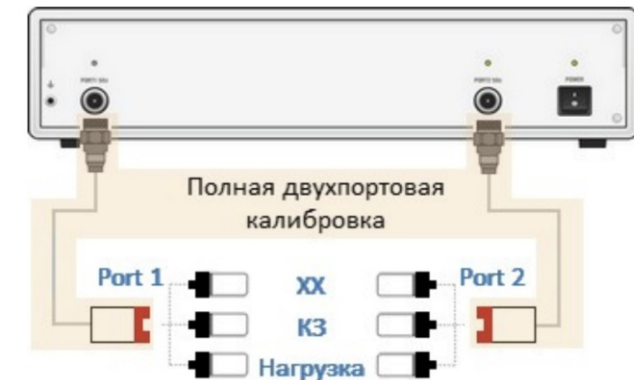 PORT1 50Ω
PORT2 50Ω
POWER
Полная двухпортовая
калибровка
Port 1
Port 2
ХХ
КЗ
Нагрузка